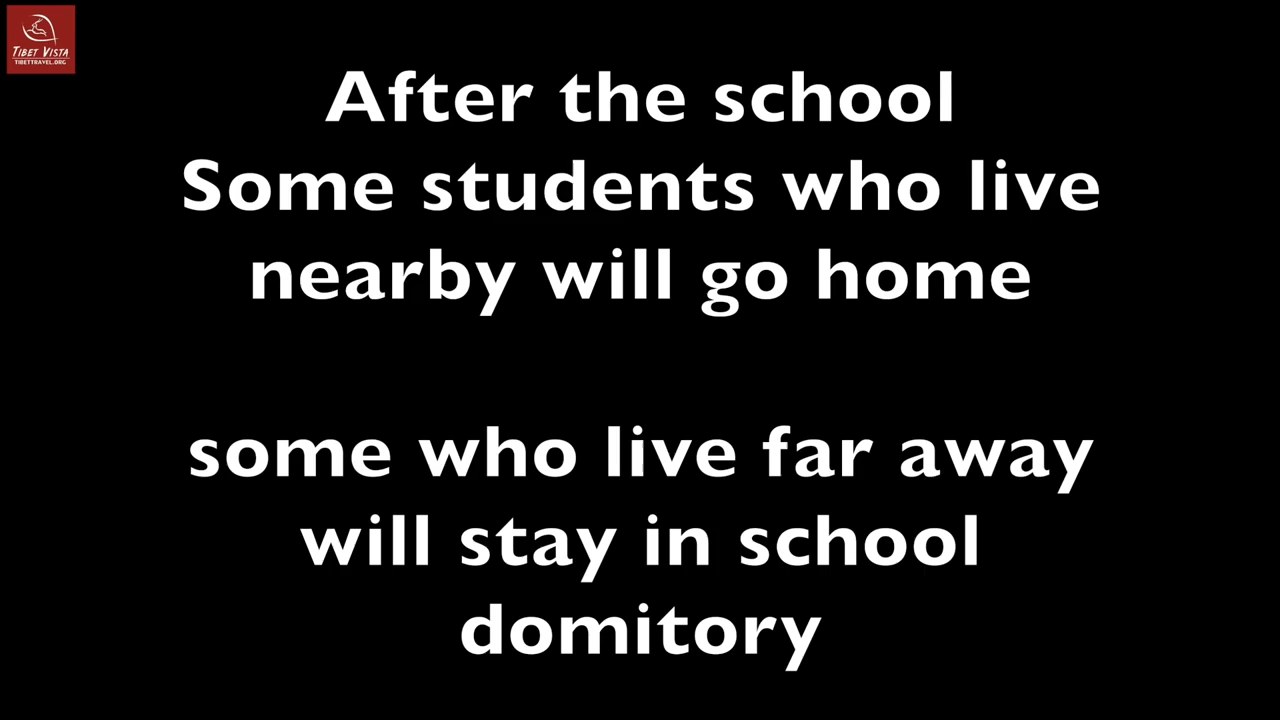 TIBET VISTA
TIBETTRAVEL.ORG
After the school
Some students who live
nearby will go home
some who live far away
will stay in school
domitory